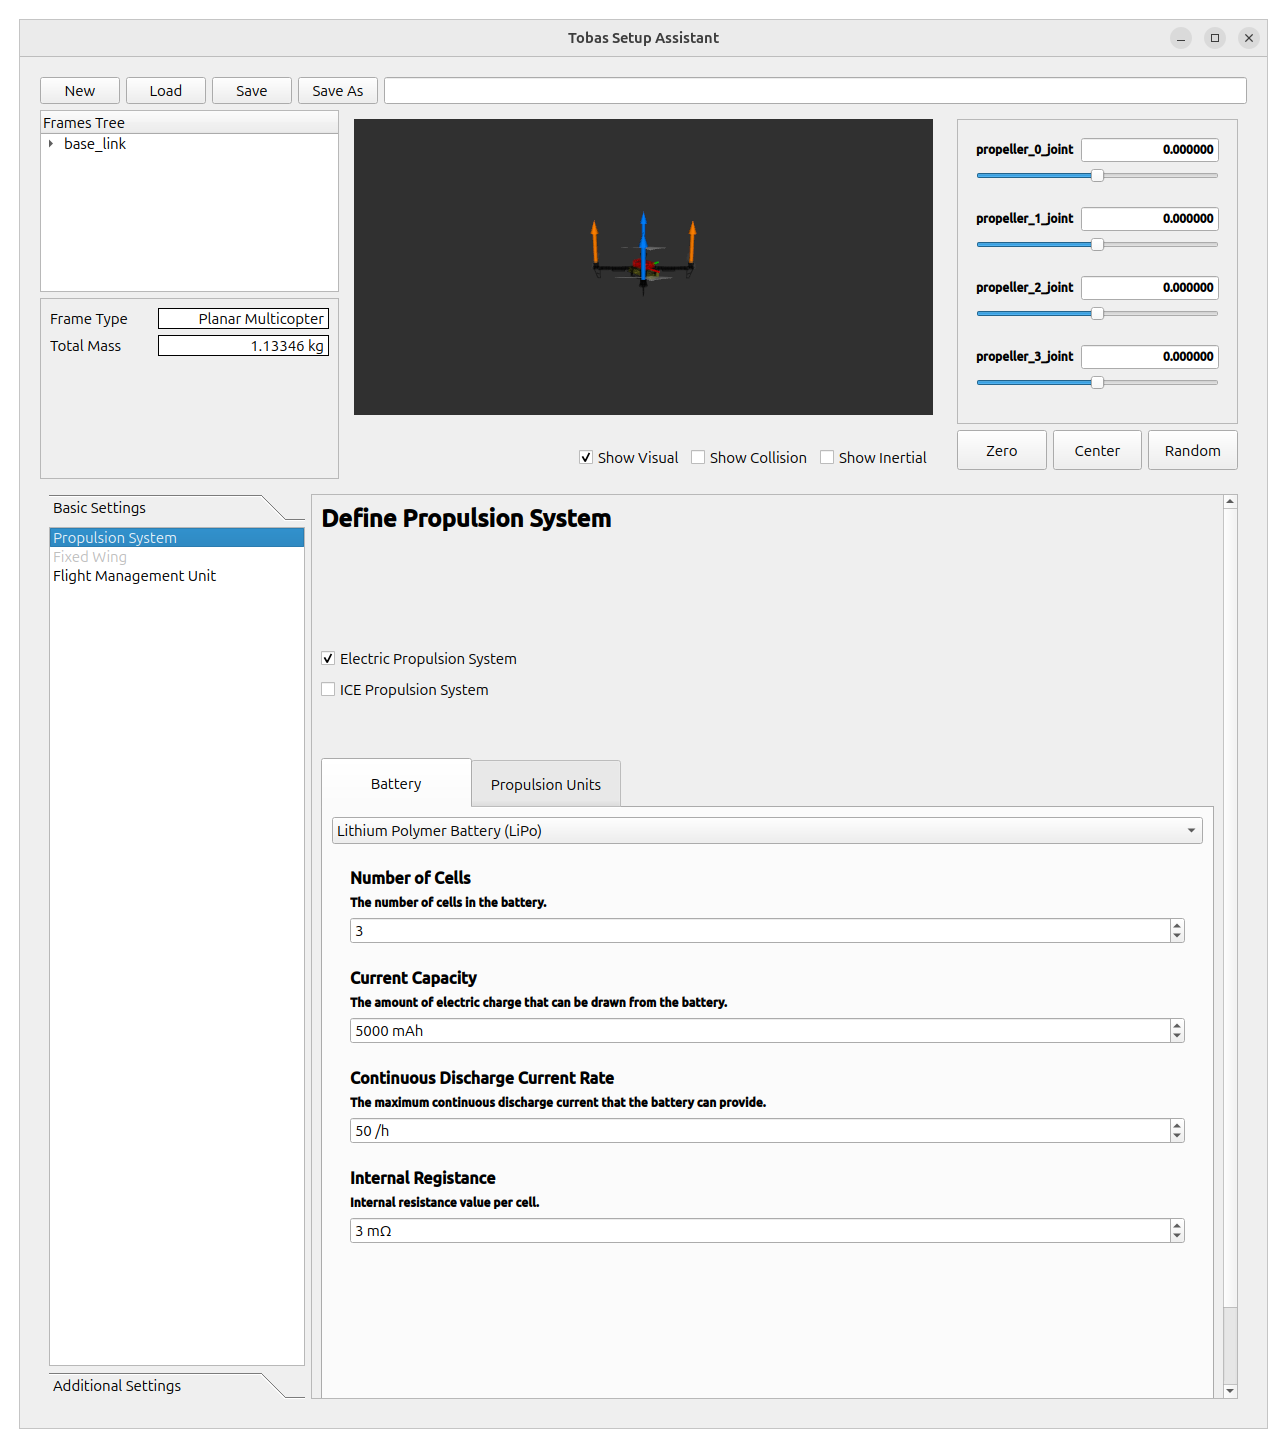 Tobas Setup Assistant
New Load Save Save As
Frames Tree
base_link
Frame Type Planar Multicopter
Total Mass 1.13346 kg
Show Visual Show Collision Show Inertial
propeller_0_joint 0.000000
propeller_1_joint 0.000000
propeller_2_joint 0.000000
propeller_3_joint 0.000000
Zero Center Random
Basic Settings
Propulsion System
Fixed Wing
Flight Management Unit
Additional Settings
Define Propulsion System
Electric Propulsion System
ICE Propulsion System
Battery Propulsion Units
Lithium Polymer Battery (LiPo)
Number of Cells
The number of cells in the battery.
3
Current Capacity
The amount of electric charge that can be drawn from the battery.
5000 mAh
Continuous Discharge Current Rate
The maximum continuous discharge current that the battery can provide.
50 /h
Internal Registance
Internal resistance value per cell.
3 mΩ